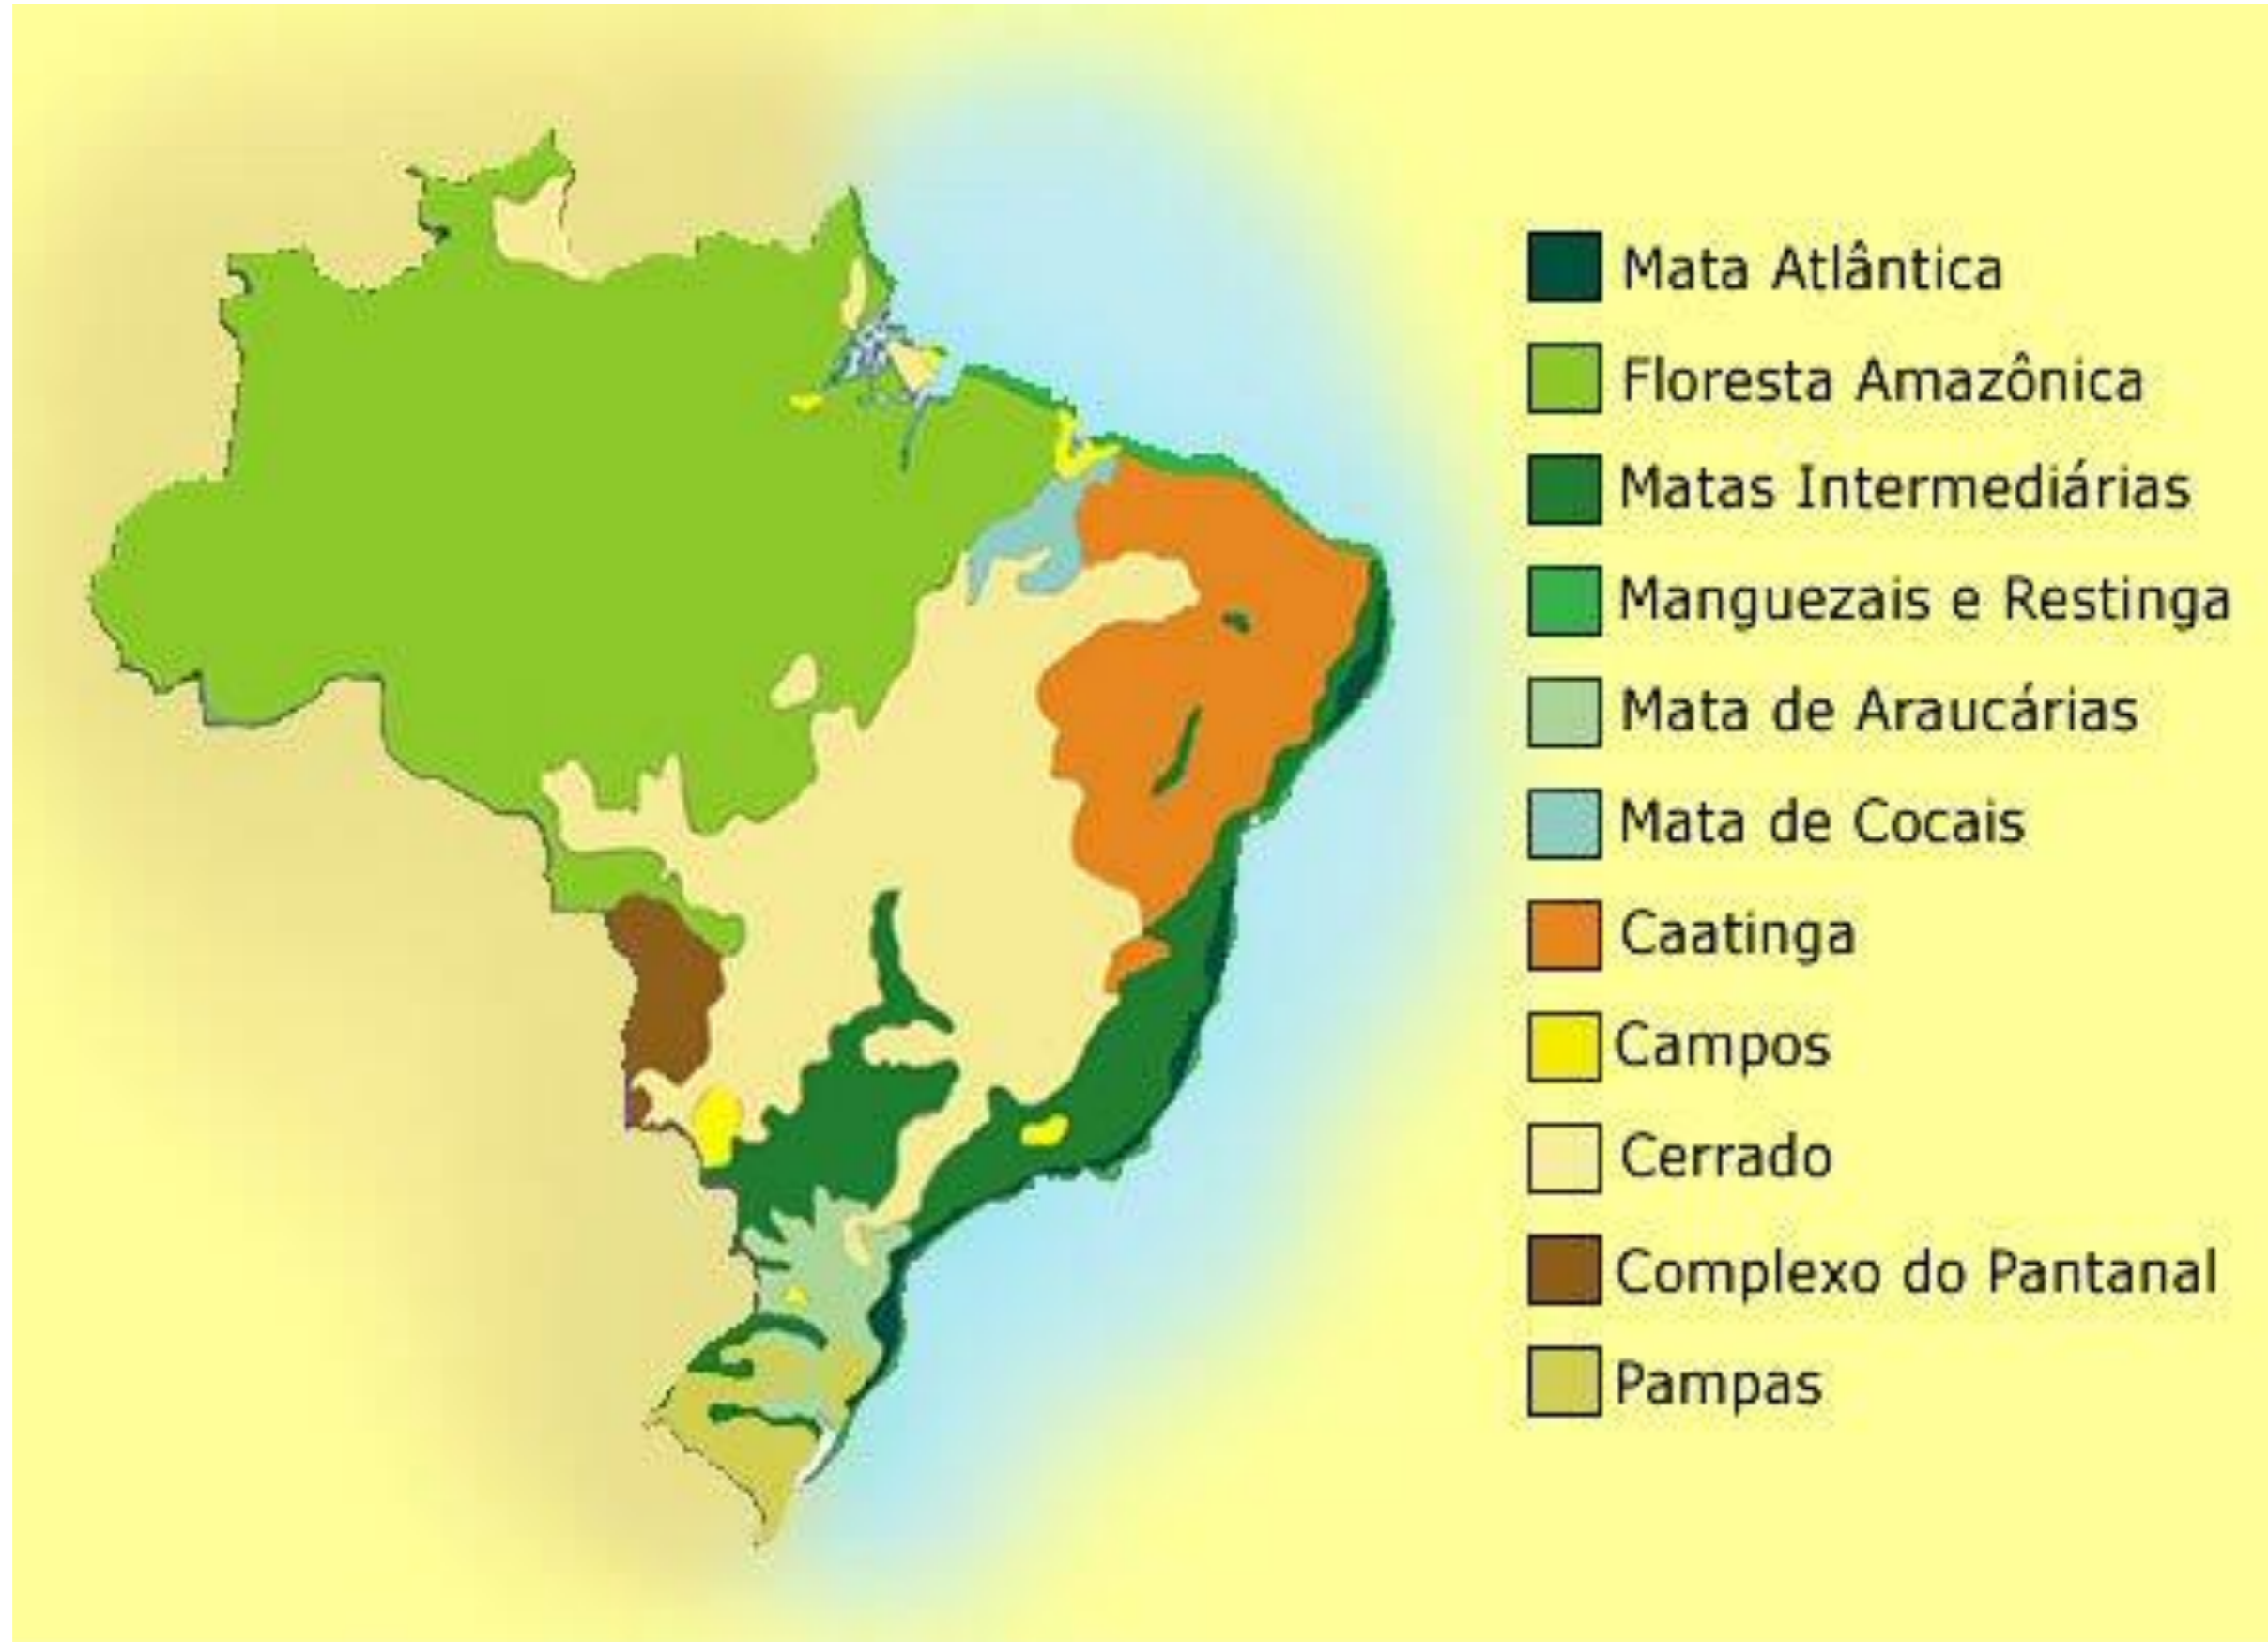 Mata Atlântica
Floresta Amazônica
Matas Intermediárias
Manguezais e Restinga
Mata de Araucárias
Mata de Cocais
Caatinga
Campos
Cerrado
Complexo do Pantanal
Pampas